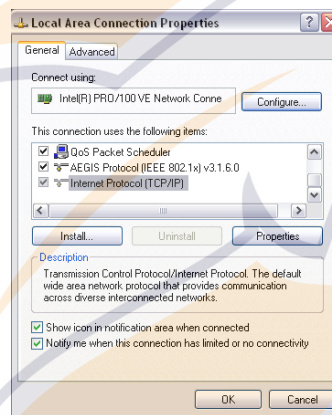 Local Area Connection Properties
General Advanced
Connect using:
Intel(R) PRO/100 VE Network Conne Configure...
This connection uses the following items:
QoS Packet Scheduler
AEGIS Protocol (IEEE 802.1x) v3.1.6.0
Internet Protocol (TCP/IP)
Install... Uninstall Properties
Description
Transmission Control Protocol/Internet Protocol. The default
wide area network protocol that provides communication
across diverse interconnected networks.
Show icon in notification area when connected
Notify me when this connection has limited or no connectivity
OK Cancel